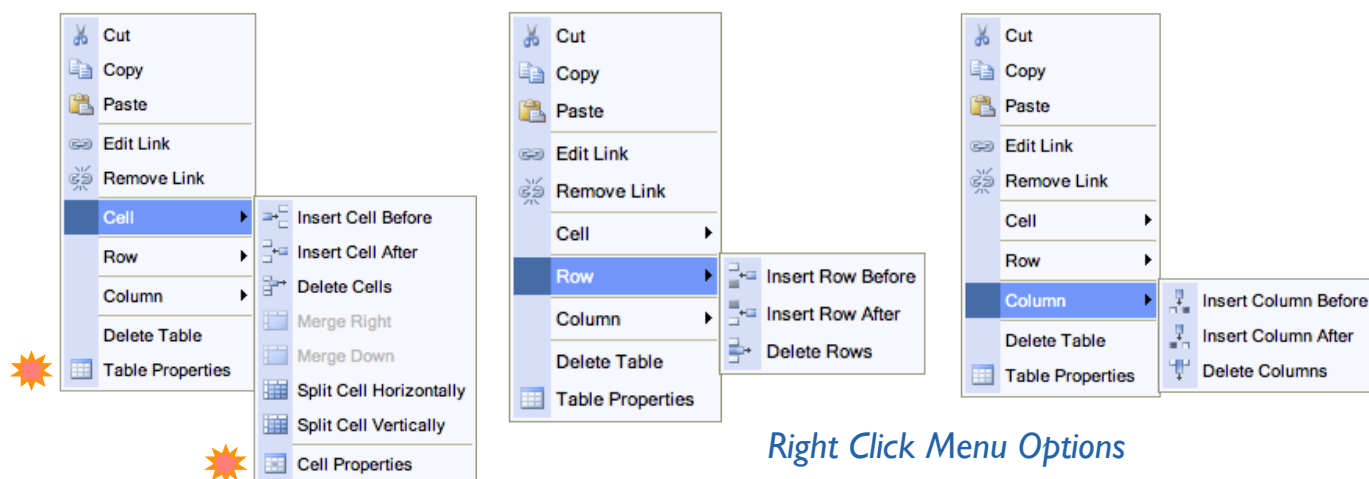 Cut
Copy
Paste
Edit Link
Remove Link
Cell
Row
Column
Delete Table
Table Properties
Insert Cell Before
Insert Cell After
Delete Cells
Merge Right
Merge Down
Split Cell Horizontally
Split Cell Vertically
Cell Properties
Cut
Copy
Paste
Edit Link
Remove Link
Cell
Row
Column
Delete Table
Table Properties
Insert Row Before
Insert Row After
Delete Rows
Cut
Copy
Paste
Edit Link
Remove Link
Cell
Row
Column
Delete Table
Table Properties
Insert Column Before
Insert Column After
Delete Columns
Right Click Menu Options